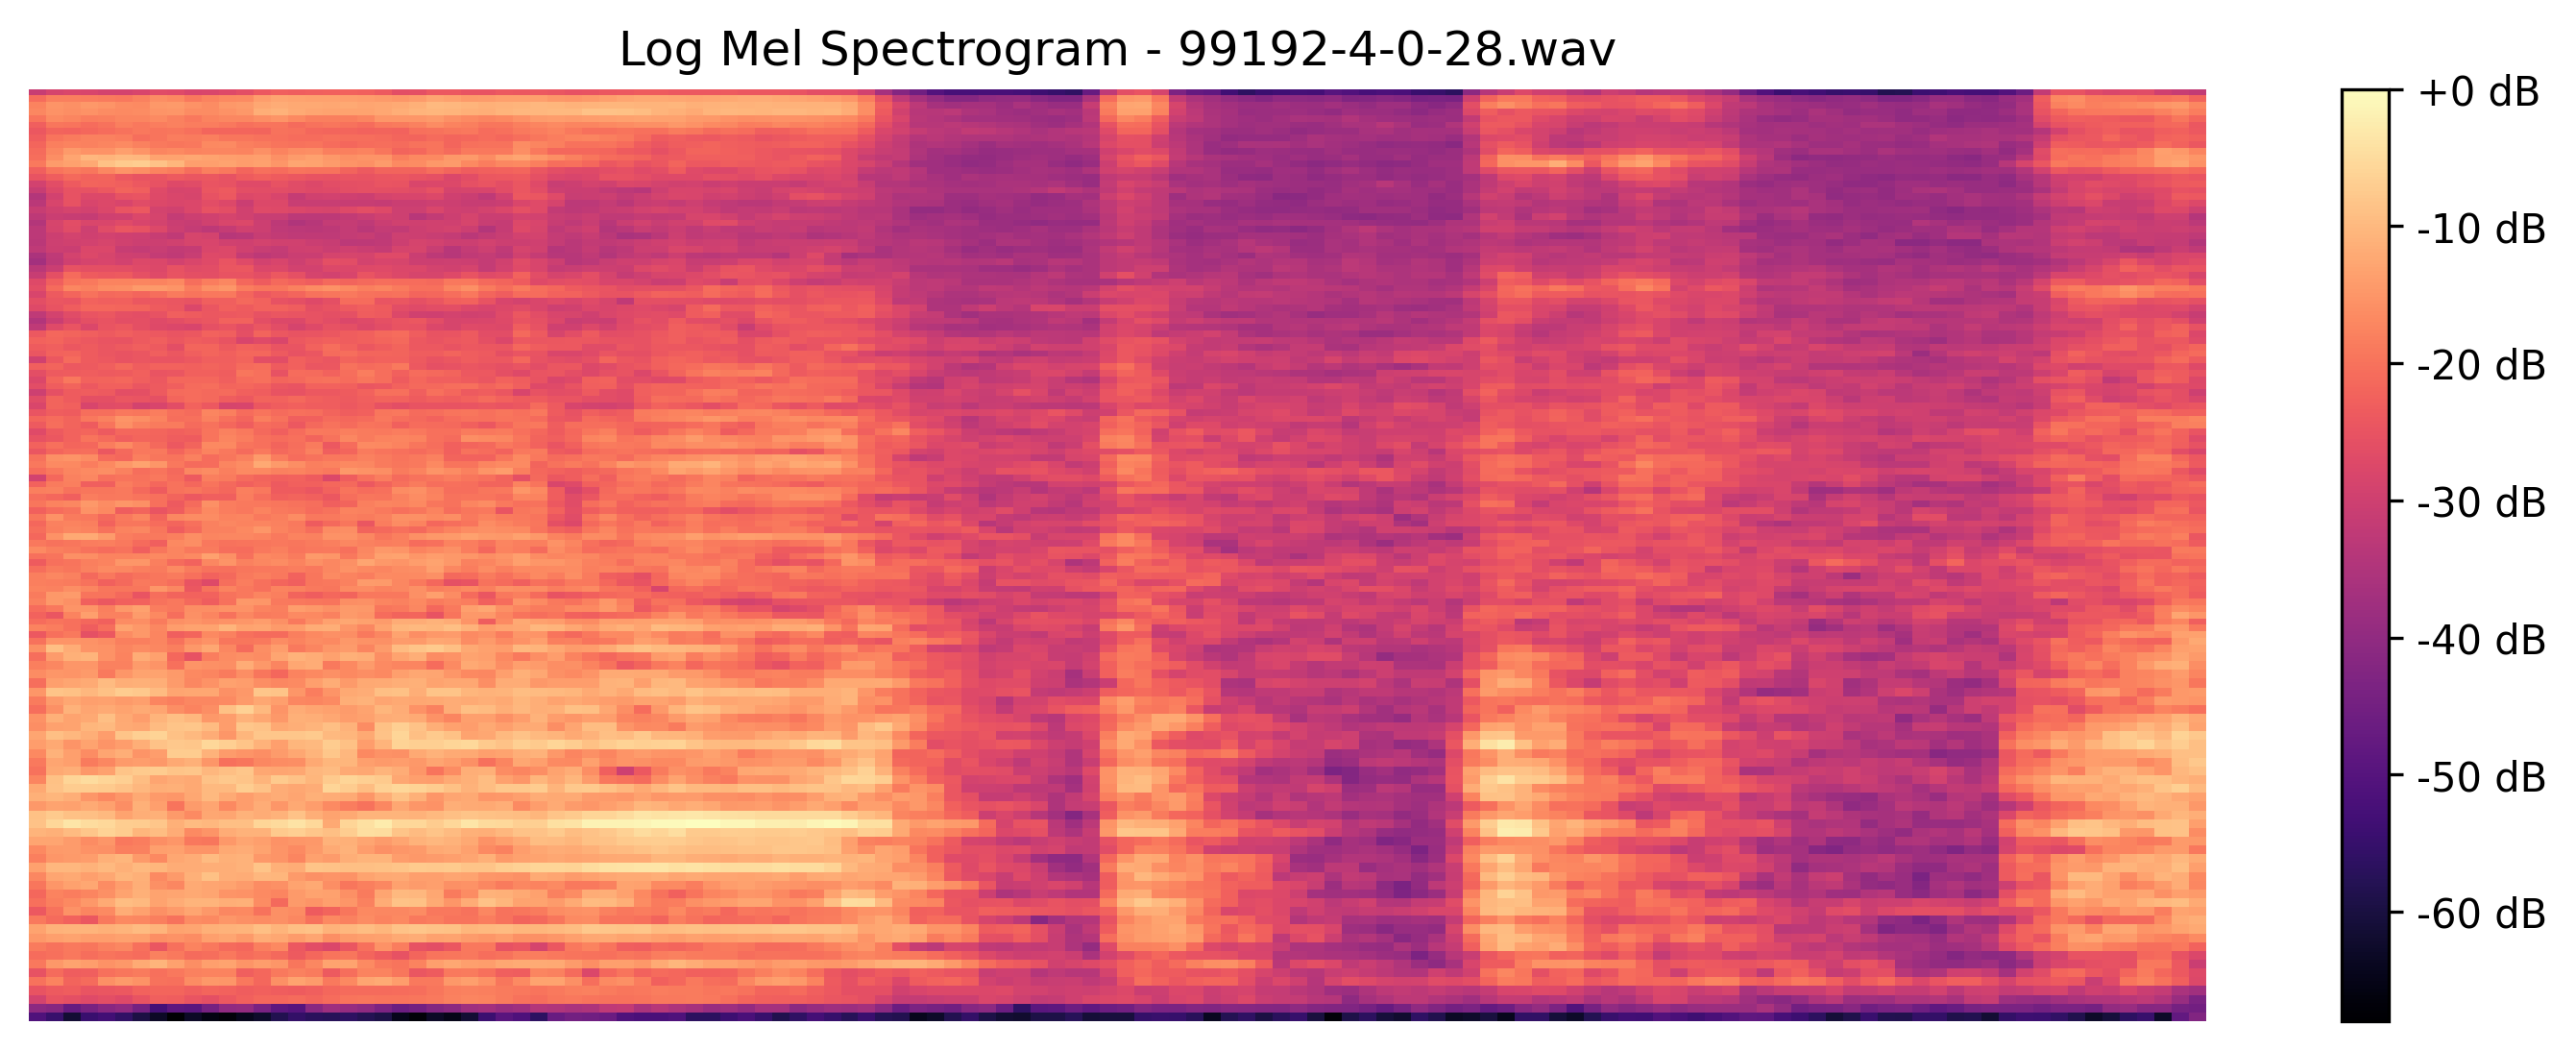 Log Mel Spectrogram - 99192-4-0-28.wav
+0 dB
-10 dB
-20 dB
-30 dB
-40 dB
-50 dB
-60 dB